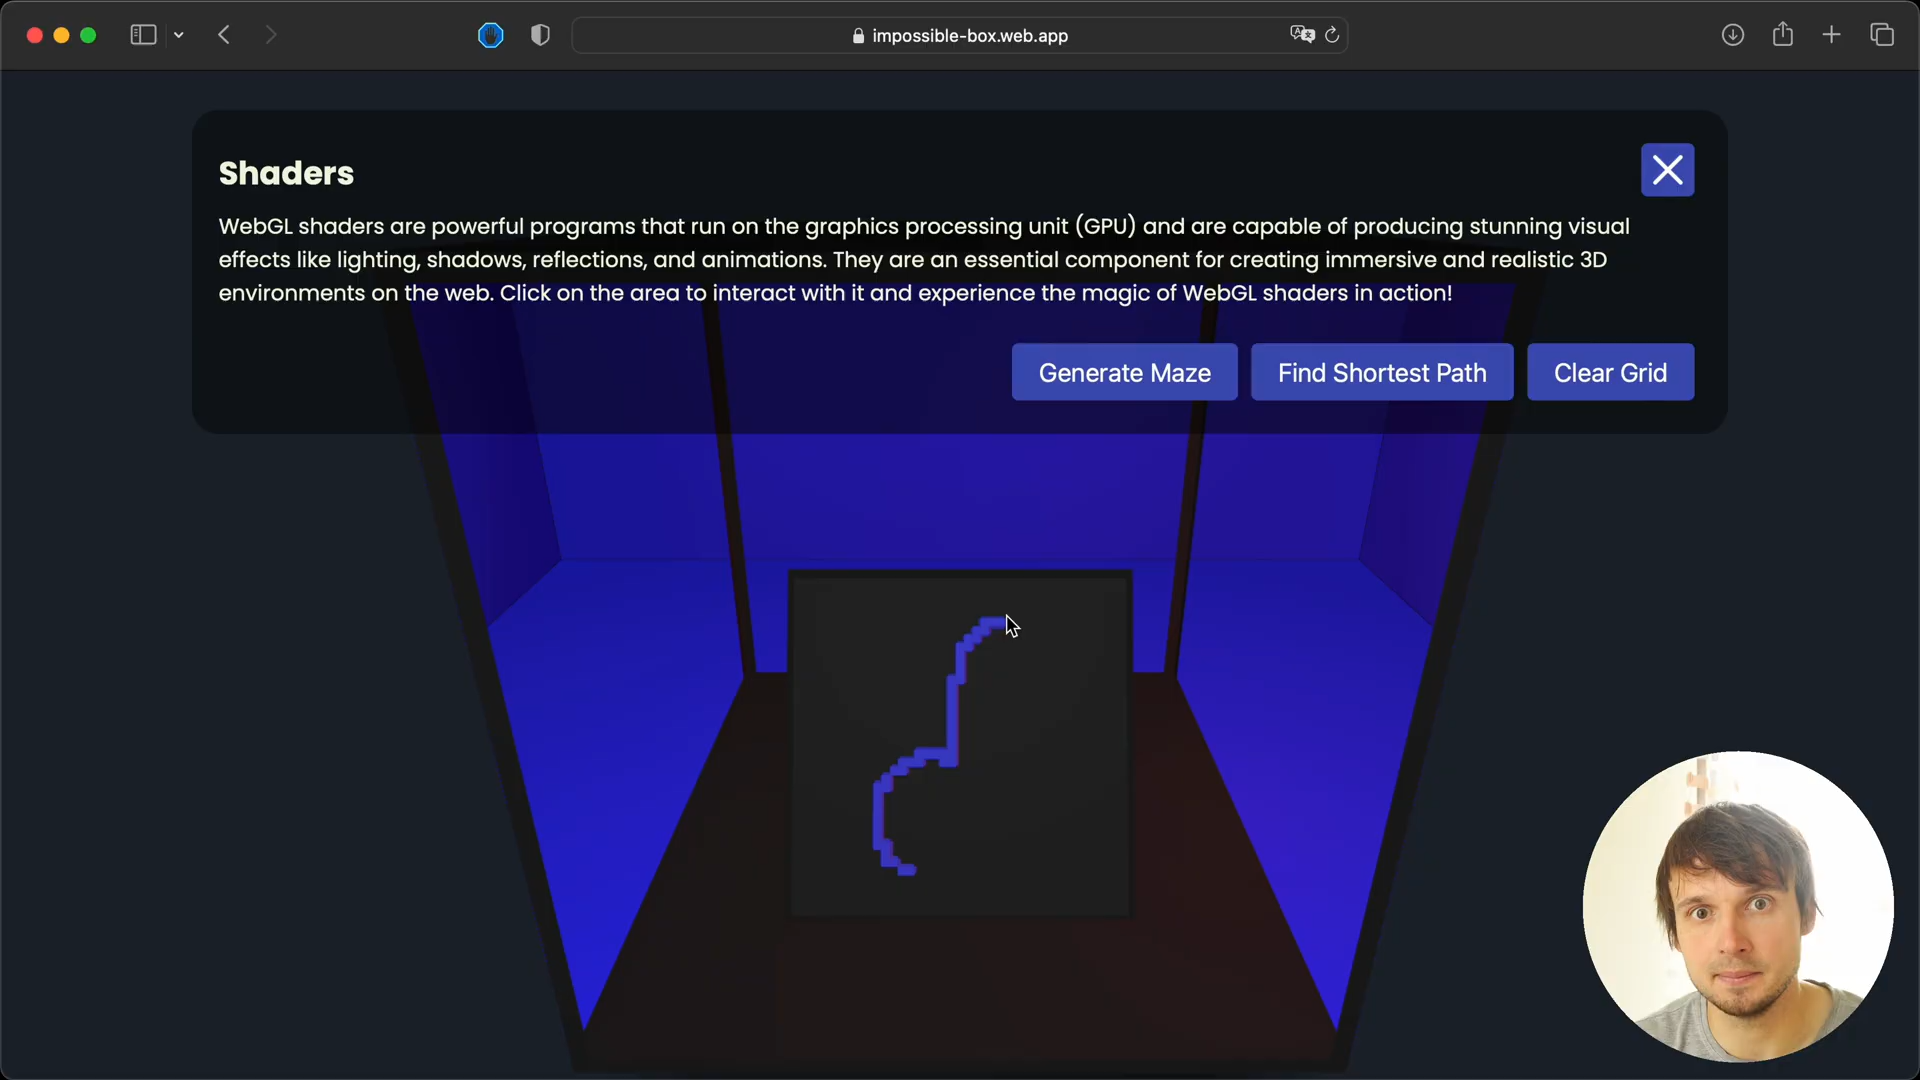 impossible-box.web.app
Shaders
WebGL shaders are powerful programs that run on the graphics processing unit (GPU) and are capable of producing stunning visual
effects like lighting, shadows, reflections, and animations. They are an essential component for creating immersive and realistic 3D
environments on the web. Click on the area to interact with it and experience the magic of WebGL shaders in action!
Generate Maze
Find Shortest Path
Clear Grid